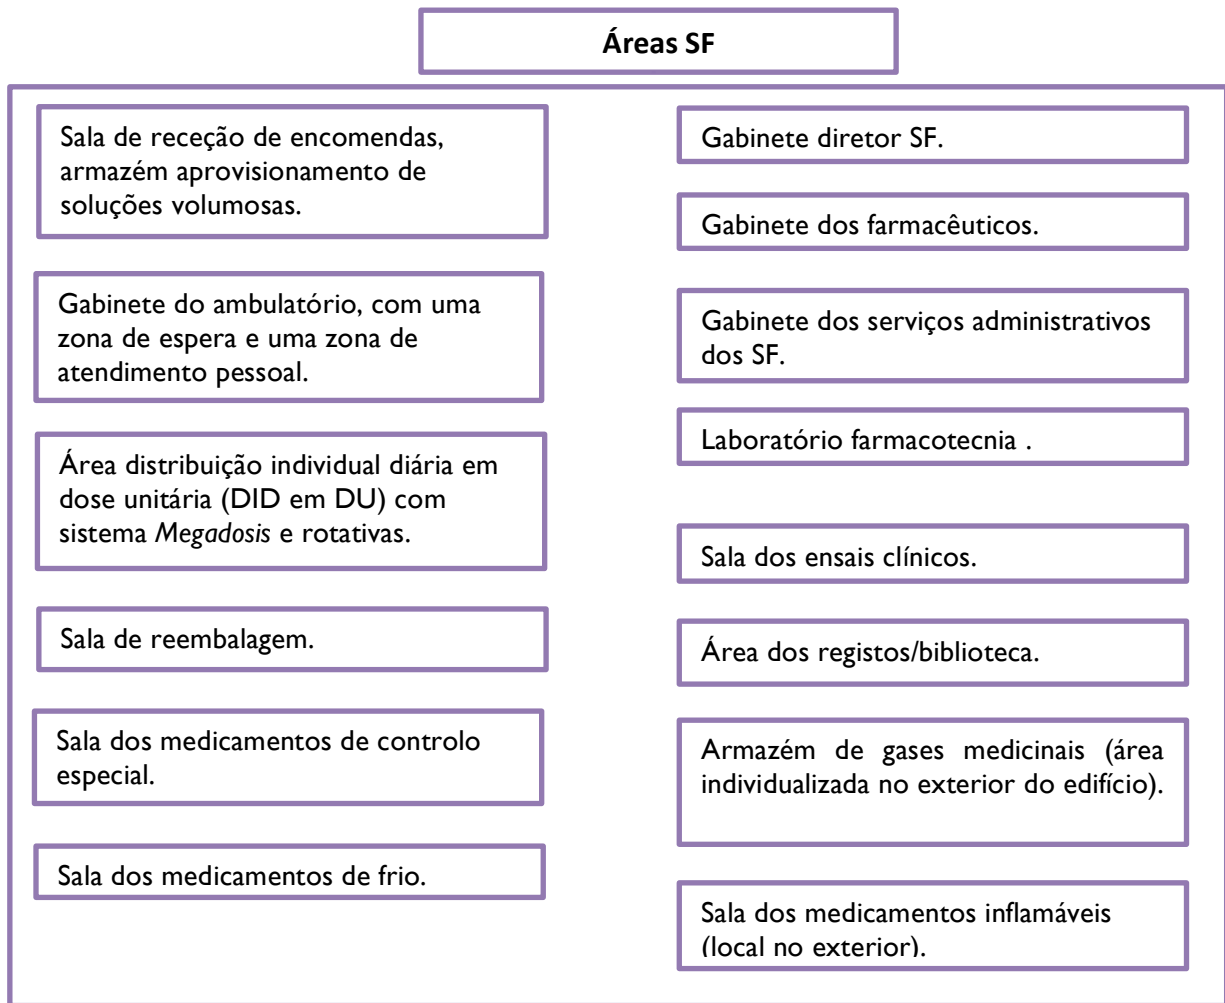 Áreas SF
Sala de receção de encomendas,
armazém aprovisionamento de
soluções volumosas.
Gabinete do ambulatório, com uma
zona de espera e uma zona de
atendimento pessoal.
Área distribuição individual diária em
dose unitária (DID em DU) com
sistema Megadosis e rotativas.
Sala de reembalagem.
Sala dos medicamentos de controlo
especial.
Sala dos medicamentos de frio.
Gabinete diretor SF.
Gabinete dos farmacêuticos.
Gabinete dos serviços administrativos
dos SF.
Laboratório farmacotecnia .
Sala dos ensais clínicos.
Área dos registos/biblioteca.
Armazém de gases medicinais (área
individualizada no exterior do edifício).
Sala dos medicamentos inflamáveis
(local no exterior).